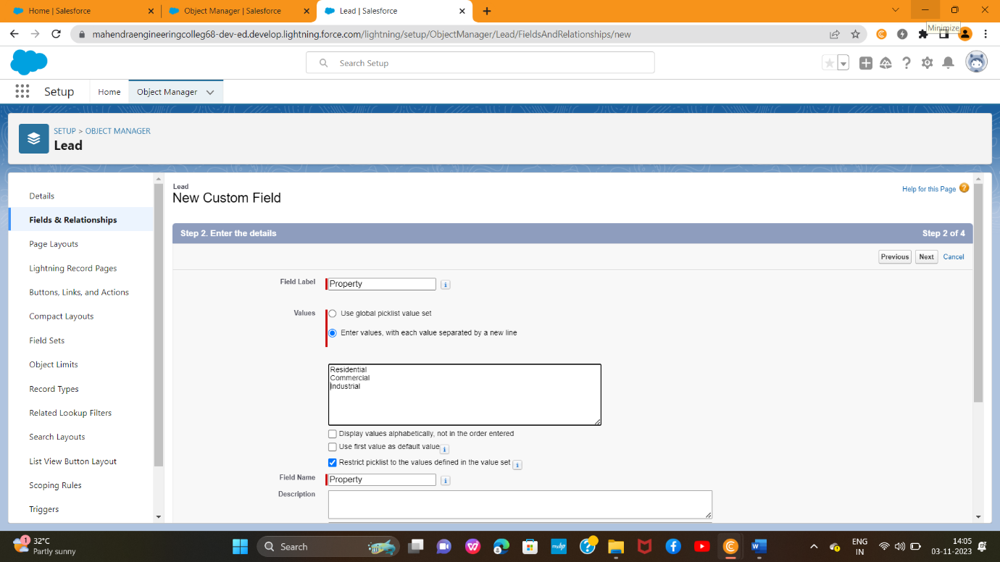 Home | Salesforce
Object Manager | Salesforce
Lead | Salesforce
mahendraengineeringcolleg68-dev-ed.develop.lightning.force.com/lightning/setup/ObjectManager/Lead/FieldsAndRelationships/new
Minimize
Search Setup
Setup
Home
Object Manager
SETUP > OBJECT MANAGER
Lead
Details
Fields & Relationships
Page Layouts
Lightning Record Pages
Buttons, Links, and Actions
Compact Layouts
Field Sets
Object Limits
Record Types
Related Lookup Filters
Search Layouts
List View Button Layout
Scoping Rules
Triggers
Lead
New Custom Field
Help for this Page
Step 2. Enter the details
Step 2 of 4
Previous
Next
Cancel
Field Label
Property
Values
Use global picklist value set
Enter values, with each value separated by a new line
Residential
Commercial
Industrial
Display values alphabetically, not in the order entered
Use first value as default value
Restrict picklist to the values defined in the value set
Field Name
Property
Description
1
32°C
Partly sunny
Search
myhp
ENG
IN
14:05
03-11-2023